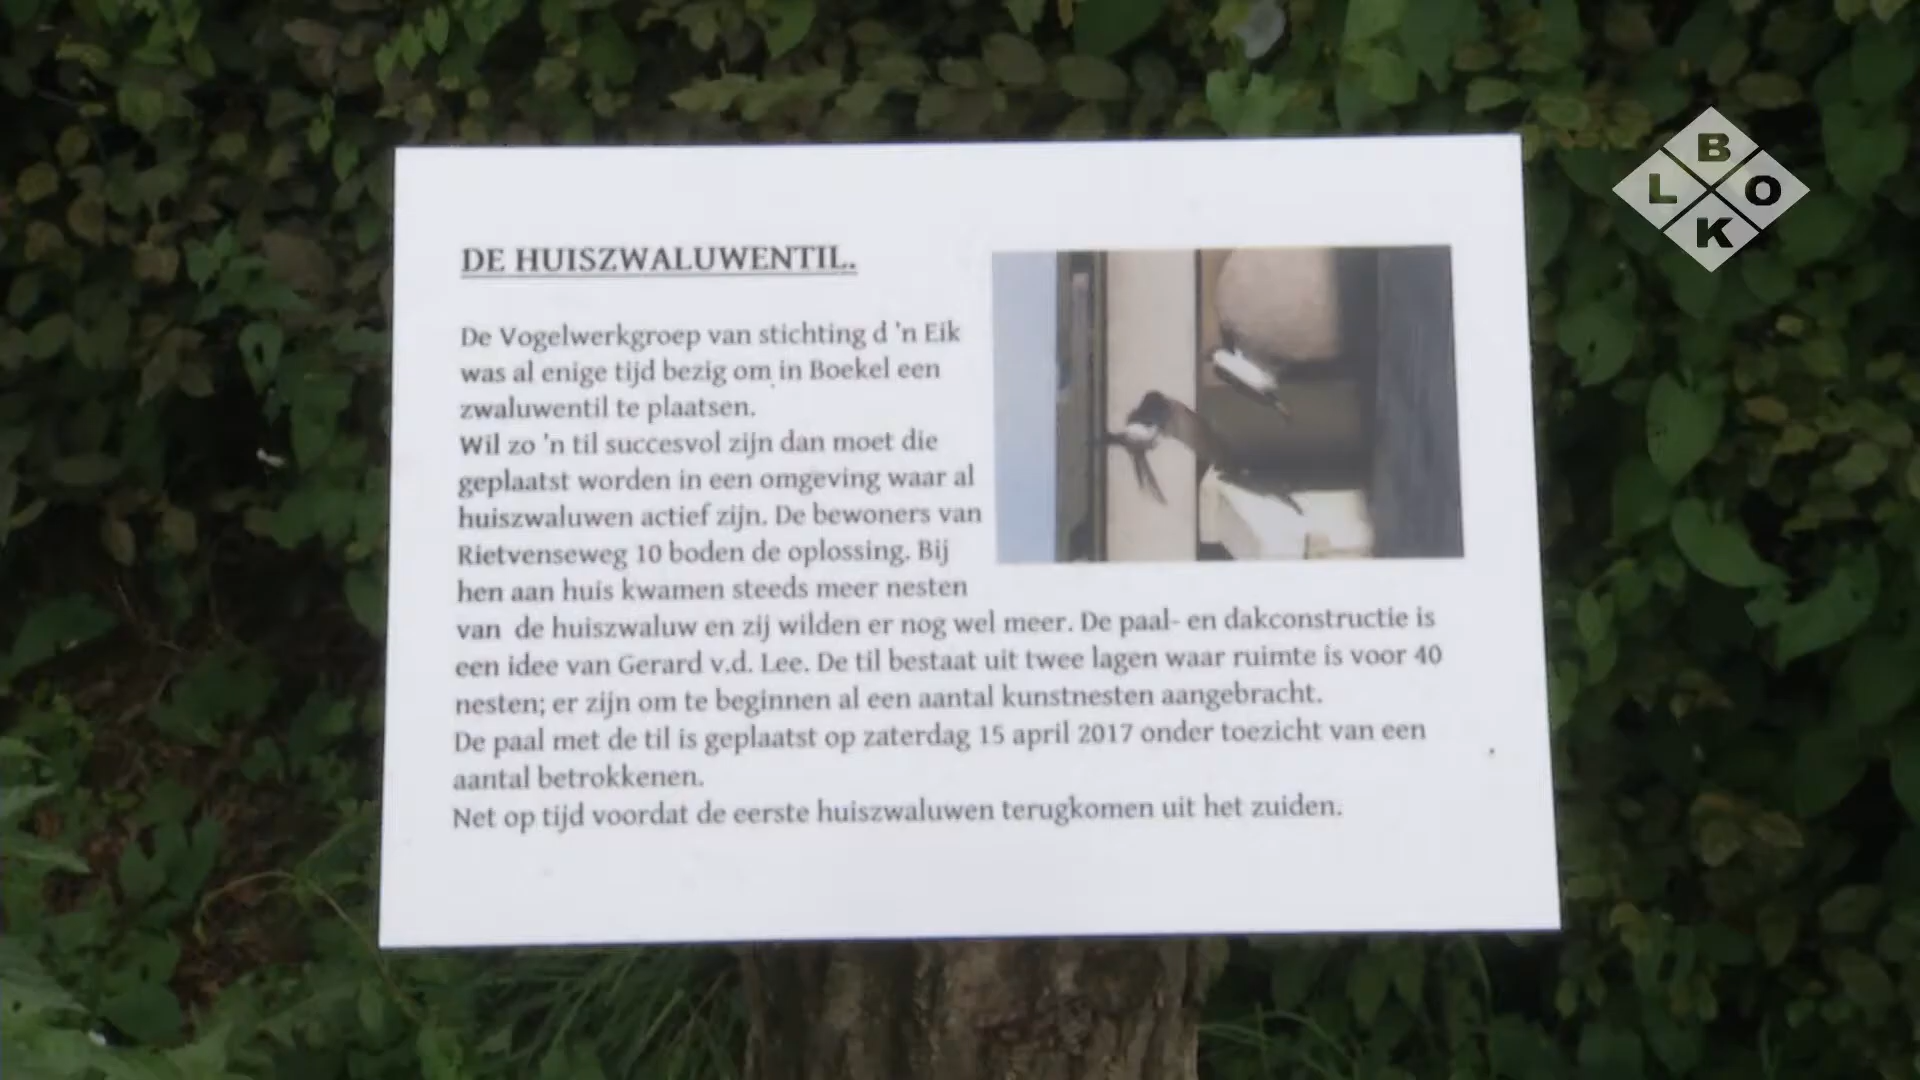 DE HUISZWALUWENTIL.
De Vogelwerkgroep van stichting d 'n Eik
was al enige tijd bezig om in Boekel een
zwaluwentil te plaatsen.
Wil zo 'n til succesvol zijn dan moet die
geplaatst worden in een omgeving waar al
huiszwaluwen actief zijn. De bewoners van
Rietvenseweg 10 boden de oplossing. Bij
hen aan huis kwamen steeds meer nesten
van de huiszwaluw en zij wilden er nog wel meer. De paal- en dakconstructie is
een idee van Gerard v.d. Lee. De til bestaat uit twee lagen waar ruimte is voor 40
nesten; er zijn om te beginnen al een aantal kunstnesten aangebracht.
De paal met de til is geplaatst op zaterdag 15 april 2017 onder toezicht van een
aantal betrokkenen.
Net op tijd voordat de eerste huiszwaluwen terugkomen uit het zuiden.
B
L O
K